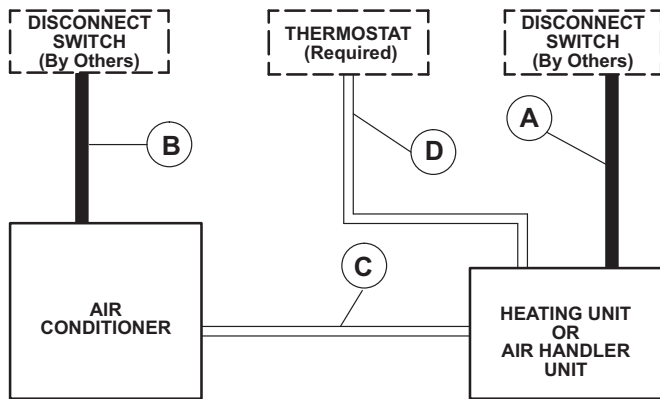 DISCONNECT
SWITCH
(By Others)
THERMOSTAT
(Required)
DISCONNECT
SWITCH
(By Others)
B
D
A
C
AIR
CONDITIONER
HEATING UNIT
OR
AIR HANDLER
UNIT